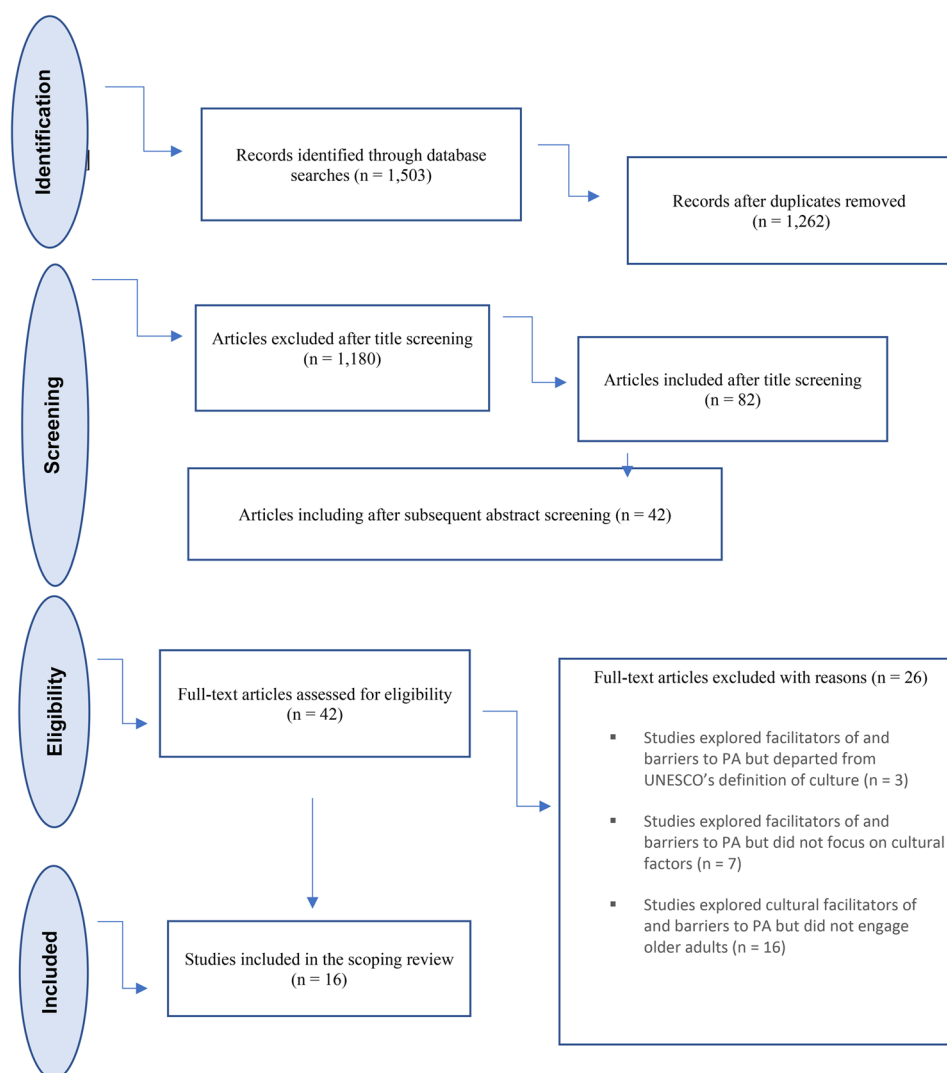 Identification
Records identified through database
searches (n = 1,503)
Records after duplicates removed
(n = 1,262)
Screening
Articles excluded after title screening
(n = 1,180)
Articles included after title screening
(n = 82)
Articles including after subsequent abstract screening (n = 42)
Eligibility
Full-text articles assessed for eligibility
(n = 42)
Full-text articles excluded with reasons (n = 26)
▪ Studies explored facilitators of and
barriers to PA but departed from
UNESCO's definition of culture (n = 3)
▪ Studies explored facilitators of and
barriers to PA but did not focus on cultural
factors (n = 7)
▪ Studies explored cultural facilitators of
and barriers to PA but did not engage
older adults (n = 16)
Included
Studies included in the scoping review
(n = 16)